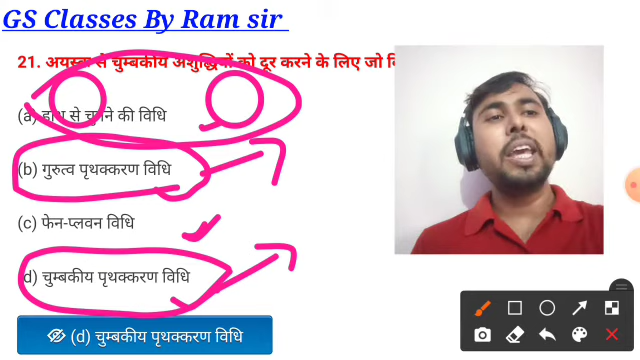 GS Classes By Ram sir
21. अयस्क से चुम्बकीय अशुद्धियों को दूर करने के लिए जो
(a) हाथ से चुनने की विधि
(b) गुरुत्व पृथक्करण विधि
(c) फेन-प्लवन विधि
d) चुम्बकीय पृथक्करण विधि
(d) चुम्बकीय पृथक्करण विधि